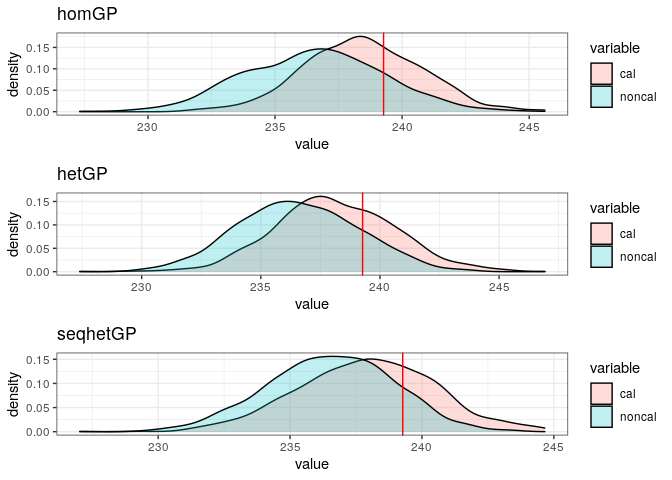 homGP
density
0.15
0.10
0.05
0.00
230 235 240 245
value
variable
cal
noncal
hetGP
density
0.15
0.10
0.05
0.00
230 235 240 245
value
variable
cal
noncal
seqhetGP
density
0.15
0.10
0.05
0.00
230 235 240 245
value
variable
cal
noncal